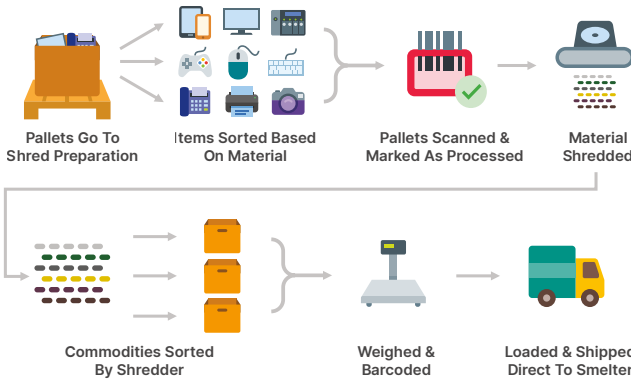 Pallets Go To
Shred Preparation
Items Sorted Based
On Material
Pallets Scanned &
Marked As Processed
Material
Shredded
Commodities Sorted
By Shredder
Weighed &
Barcoded
Loaded & Shipped
Direct To Smelter